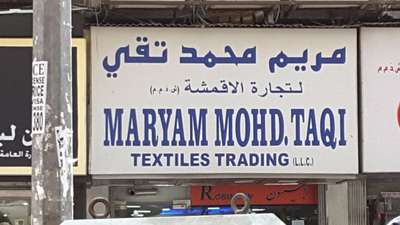 مريم محمد تقي
لتجارة الاقمشة (ش.ذ.م.م)
MARYAM MOHD. TAQI
TEXTILES TRADING (L.L.C.)